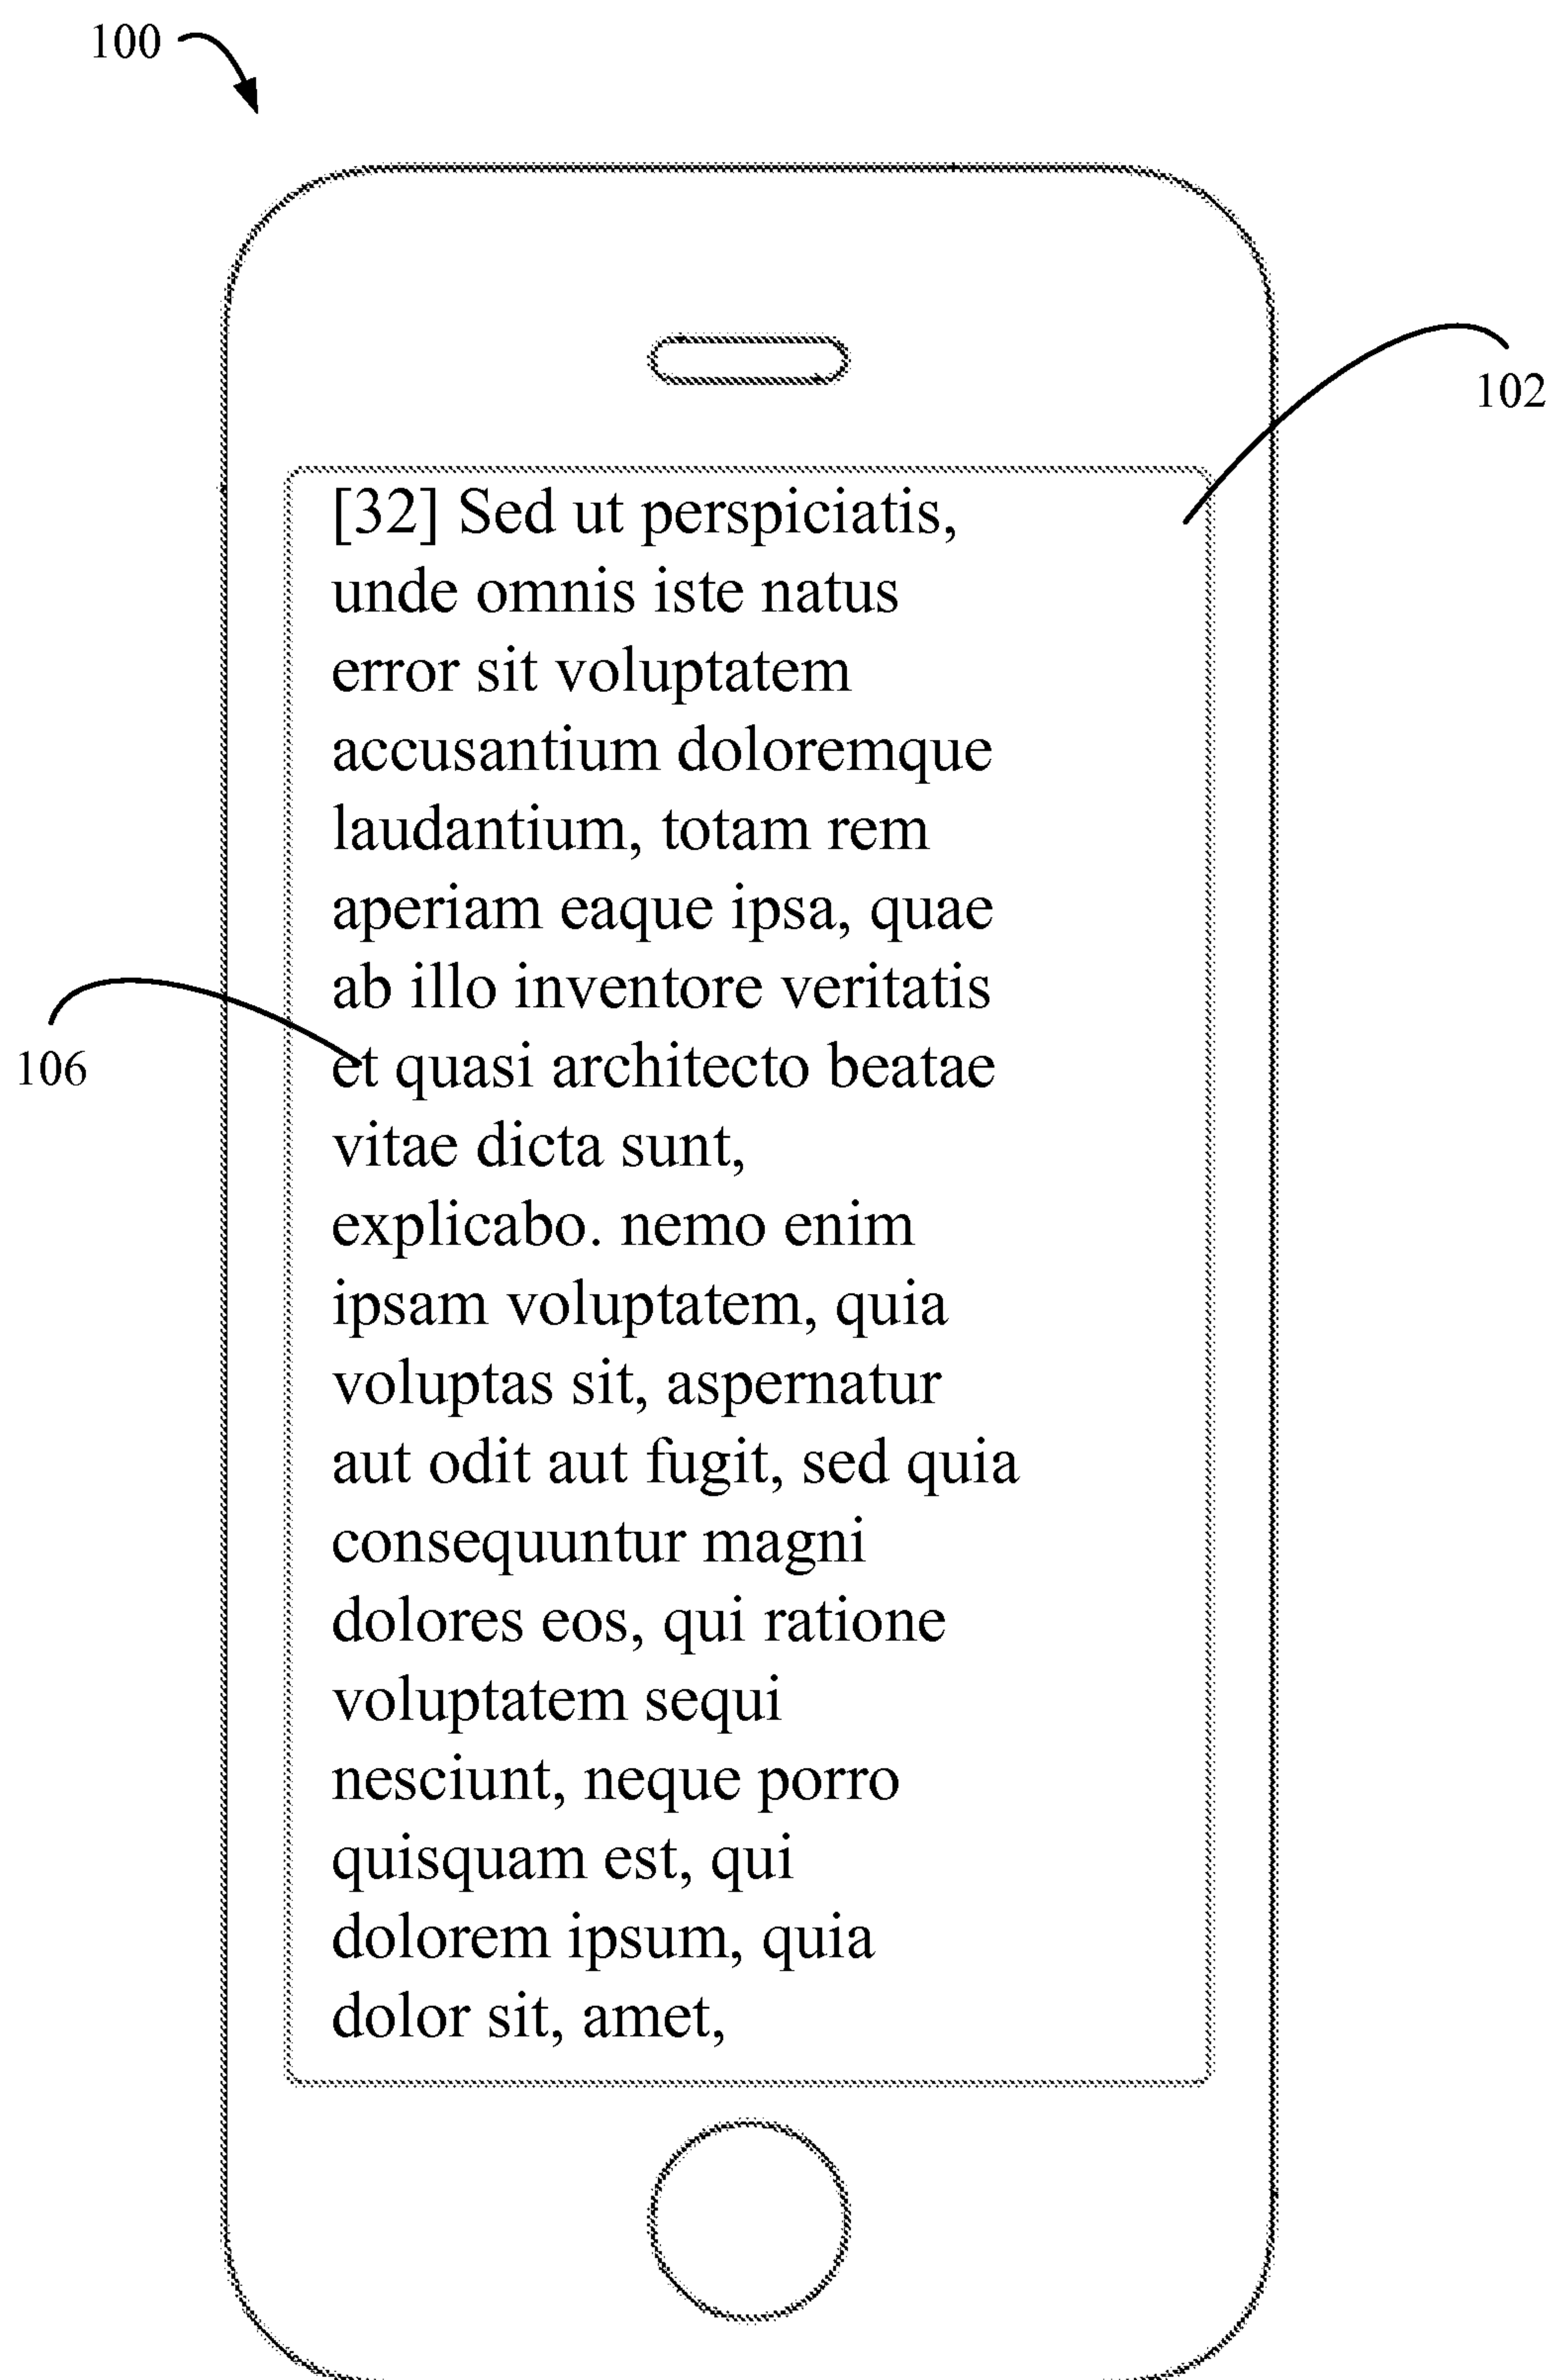 100
102
[32] Sed ut perspiciatis,
unde omnis iste natus
error sit voluptatem
accusantium doloremque
laudantium, totam rem
aperiam eaque ipsa, quae
ab illo inventore veritatis
et quasi architecto beatae
106
vitae dicta sunt,
explicabo. nemo enim
ipsam voluptatem, quia
voluptas sit, aspernatur
aut odit aut fugit, sed quia
consequuntur magni
dolores eos, qui ratione
voluptatem sequi
nesciunt, neque porro
quisquam est, qui
dolorem ipsum, quia
dolor sit, amet,